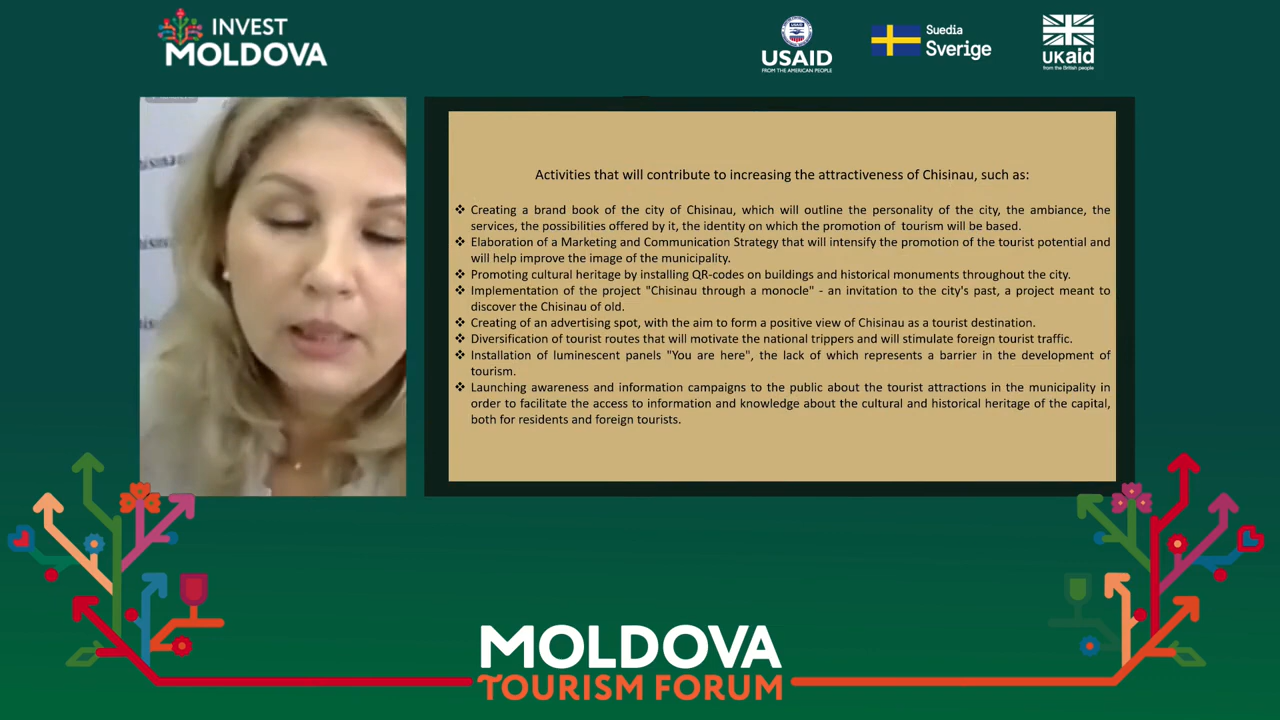 INVEST
MOLDOVA
USAID
FROM THE AMERICAN PEOPLE
Suedia
Sverige
UKaid
from the British people
Activities that will contribute to increasing the attractiveness of Chisinau, such as:
❖ Creating a brand book of the city of Chisinau, which will outline the personality of the city, the ambiance, the
services, the possibilities offered by it, the identity on which the promotion of tourism will be based.
❖ Elaboration of a Marketing and Communication Strategy that will intensify the promotion of the tourist potential and
will help improve the image of the municipality.
❖ Promoting cultural heritage by installing QR-codes on buildings and historical monuments throughout the city.
❖ Implementation of the project "Chisinau through a monocle" - an invitation to the city's past, a project meant to
discover the Chisinau of old.
❖ Creating of an advertising spot, with the aim to form a positive view of Chisinau as a tourist destination.
❖ Diversification of tourist routes that will motivate the national trippers and will stimulate foreign tourist traffic.
❖ Installation of luminescent panels "You are here", the lack of which represents a barrier in the development of
tourism.
❖ Launching awareness and information campaigns to the public about the tourist attractions in the municipality in
order to facilitate the access to information and knowledge about the cultural and historical heritage of the capital,
both for residents and foreign tourists.
MOLDOVA
TOURISM FORUM